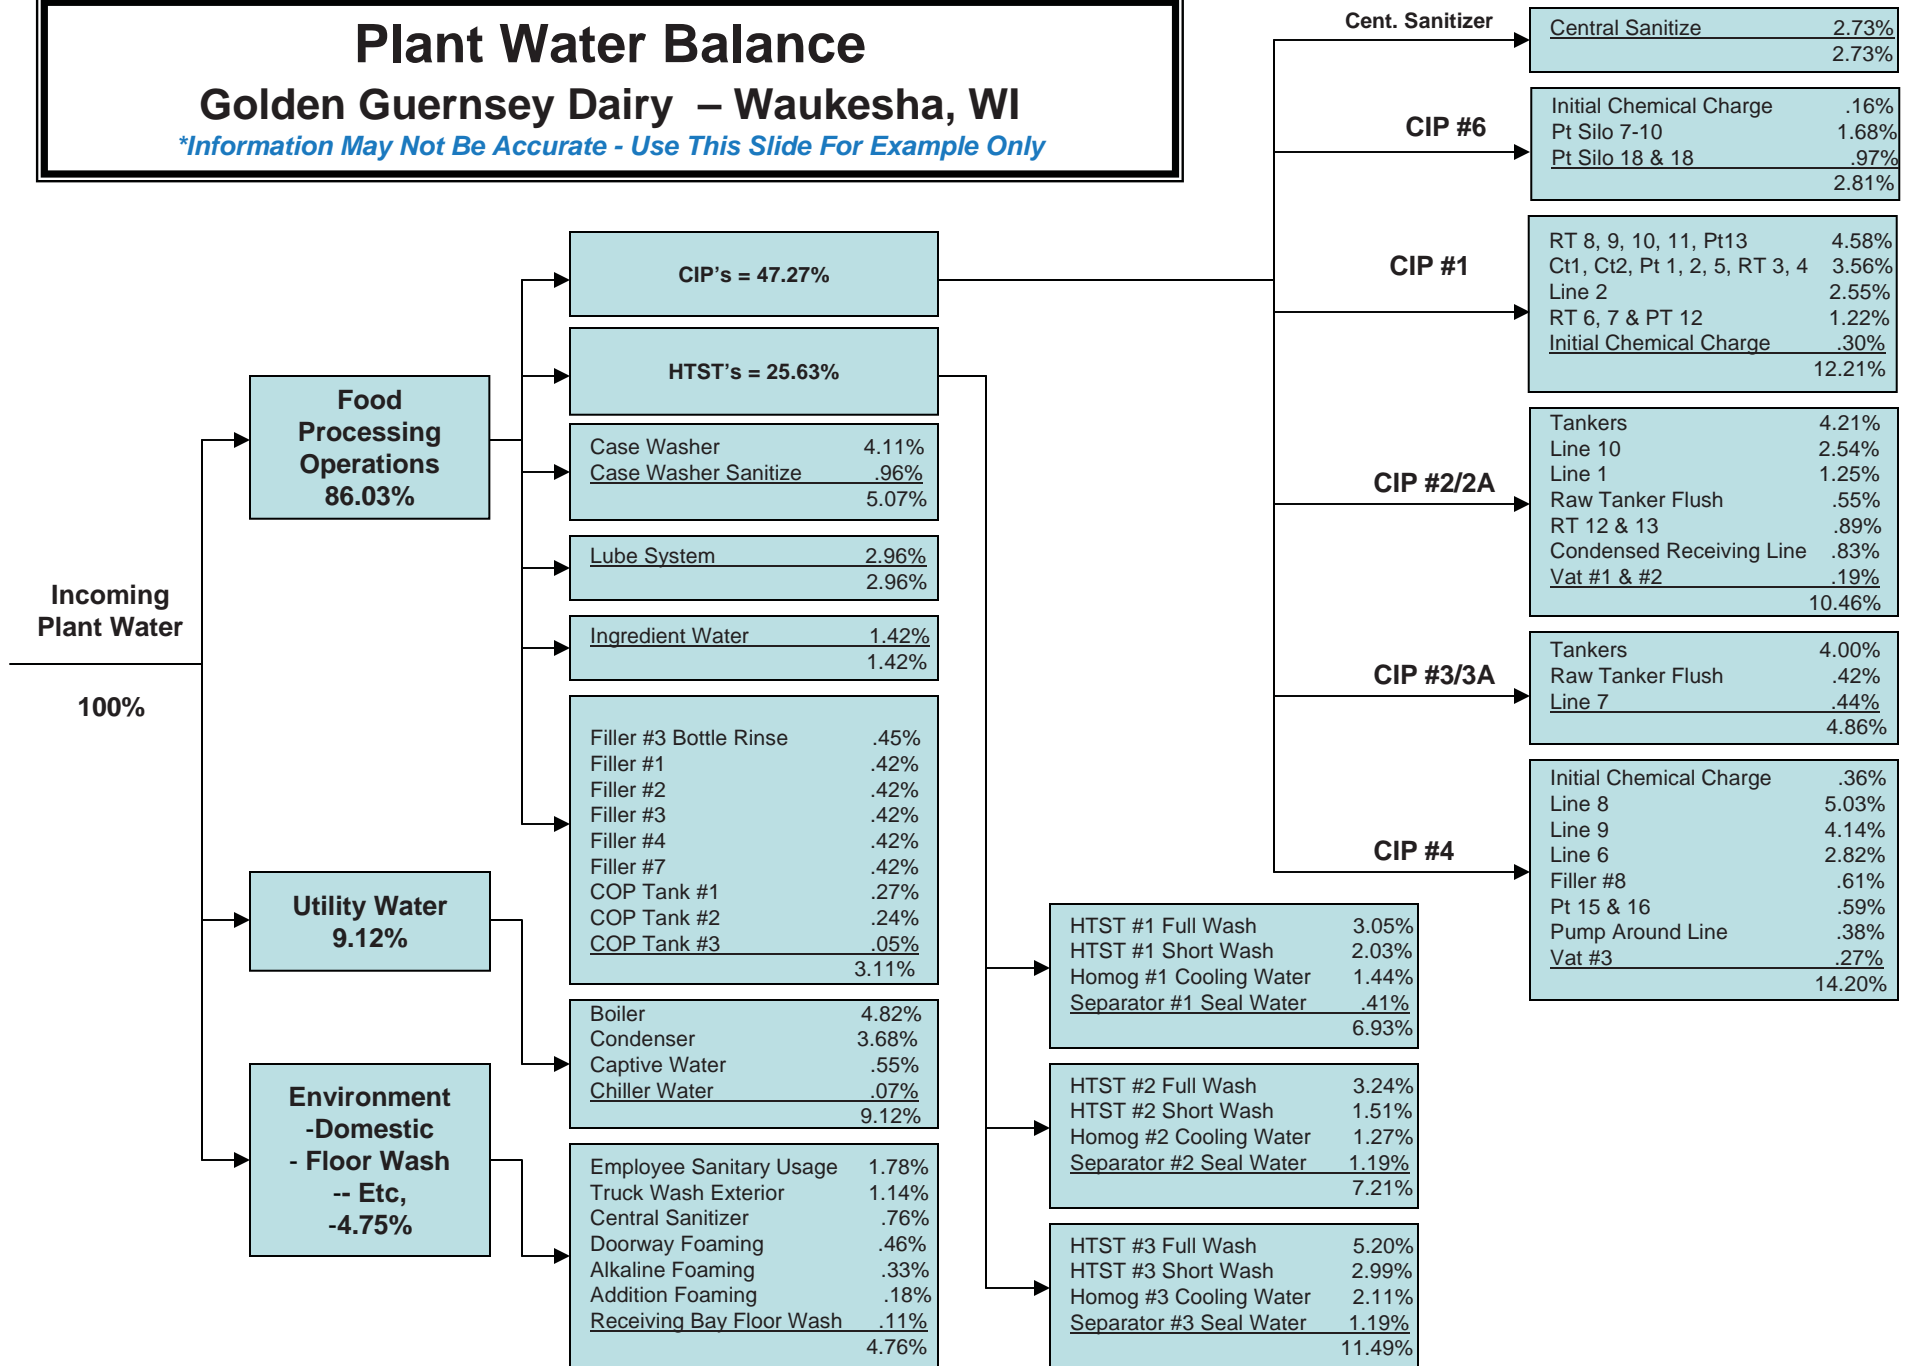 Plant Water Balance
Golden Guernsey Dairy – Waukesha, WI
*Information May Not Be Accurate - Use This Slide For Example Only
Incoming
Plant Water
100%
Food
Processing
Operations
86.03%
Utility Water
9.12%
Environment
-Domestic
- Floor Wash
-- Etc,
-4.75%
CIP's = 47.27%
HTST's = 25.63%
Case Washer 4.11%
Case Washer Sanitize .96%
5.07%
Lube System 2.96%
2.96%
Ingredient Water 1.42%
1.42%
Filler #3 Bottle Rinse .45%
Filler #1 .42%
Filler #2 .42%
Filler #3 .42%
Filler #4 .42%
Filler #7 .42%
COP Tank #1 .27%
COP Tank #2 .24%
COP Tank #3 .05%
3.11%
Boiler 4.82%
Condenser 3.68%
Captive Water .55%
Chiller Water .07%
9.12%
Employee Sanitary Usage 1.78%
Truck Wash Exterior 1.14%
Central Sanitizer .76%
Doorway Foaming .46%
Alkaline Foaming .33%
Addition Foaming .18%
Receiving Bay Floor Wash .11%
4.76%
HTST #1 Full Wash 3.05%
HTST #1 Short Wash 2.03%
Homog #1 Cooling Water 1.44%
Separator #1 Seal Water .41%
6.93%
HTST #2 Full Wash 3.24%
HTST #2 Short Wash 1.51%
Homog #2 Cooling Water 1.27%
Separator #2 Seal Water 1.19%
7.21%
HTST #3 Full Wash 5.20%
HTST #3 Short Wash 2.99%
Homog #3 Cooling Water 2.11%
Separator #3 Seal Water 1.19%
11.49%
Cent. Sanitizer
Central Sanitize 2.73%
2.73%
CIP #6
Initial Chemical Charge .16%
Pt Silo 7-10 1.68%
Pt Silo 18 & 18 .97%
2.81%
CIP #1
RT 8, 9, 10, 11, Pt13 4.58%
Ct1, Ct2, Pt 1, 2, 5, RT 3, 4 3.56%
Line 2 2.55%
RT 6, 7 & PT 12 1.22%
Initial Chemical Charge .30%
12.21%
CIP #2/2A
Tankers 4.21%
Line 10 2.54%
Line 1 1.25%
Raw Tanker Flush .55%
RT 12 & 13 .89%
Condensed Receiving Line .83%
Vat #1 & #2 .19%
10.46%
CIP #3/3A
Tankers 4.00%
Raw Tanker Flush .42%
Line 7 .44%
4.86%
CIP #4
Initial Chemical Charge .36%
Line 8 5.03%
Line 9 4.14%
Line 6 2.82%
Filler #8 .61%
Pt 15 & 16 .59%
Pump Around Line .38%
Vat #3 .27%
14.20%